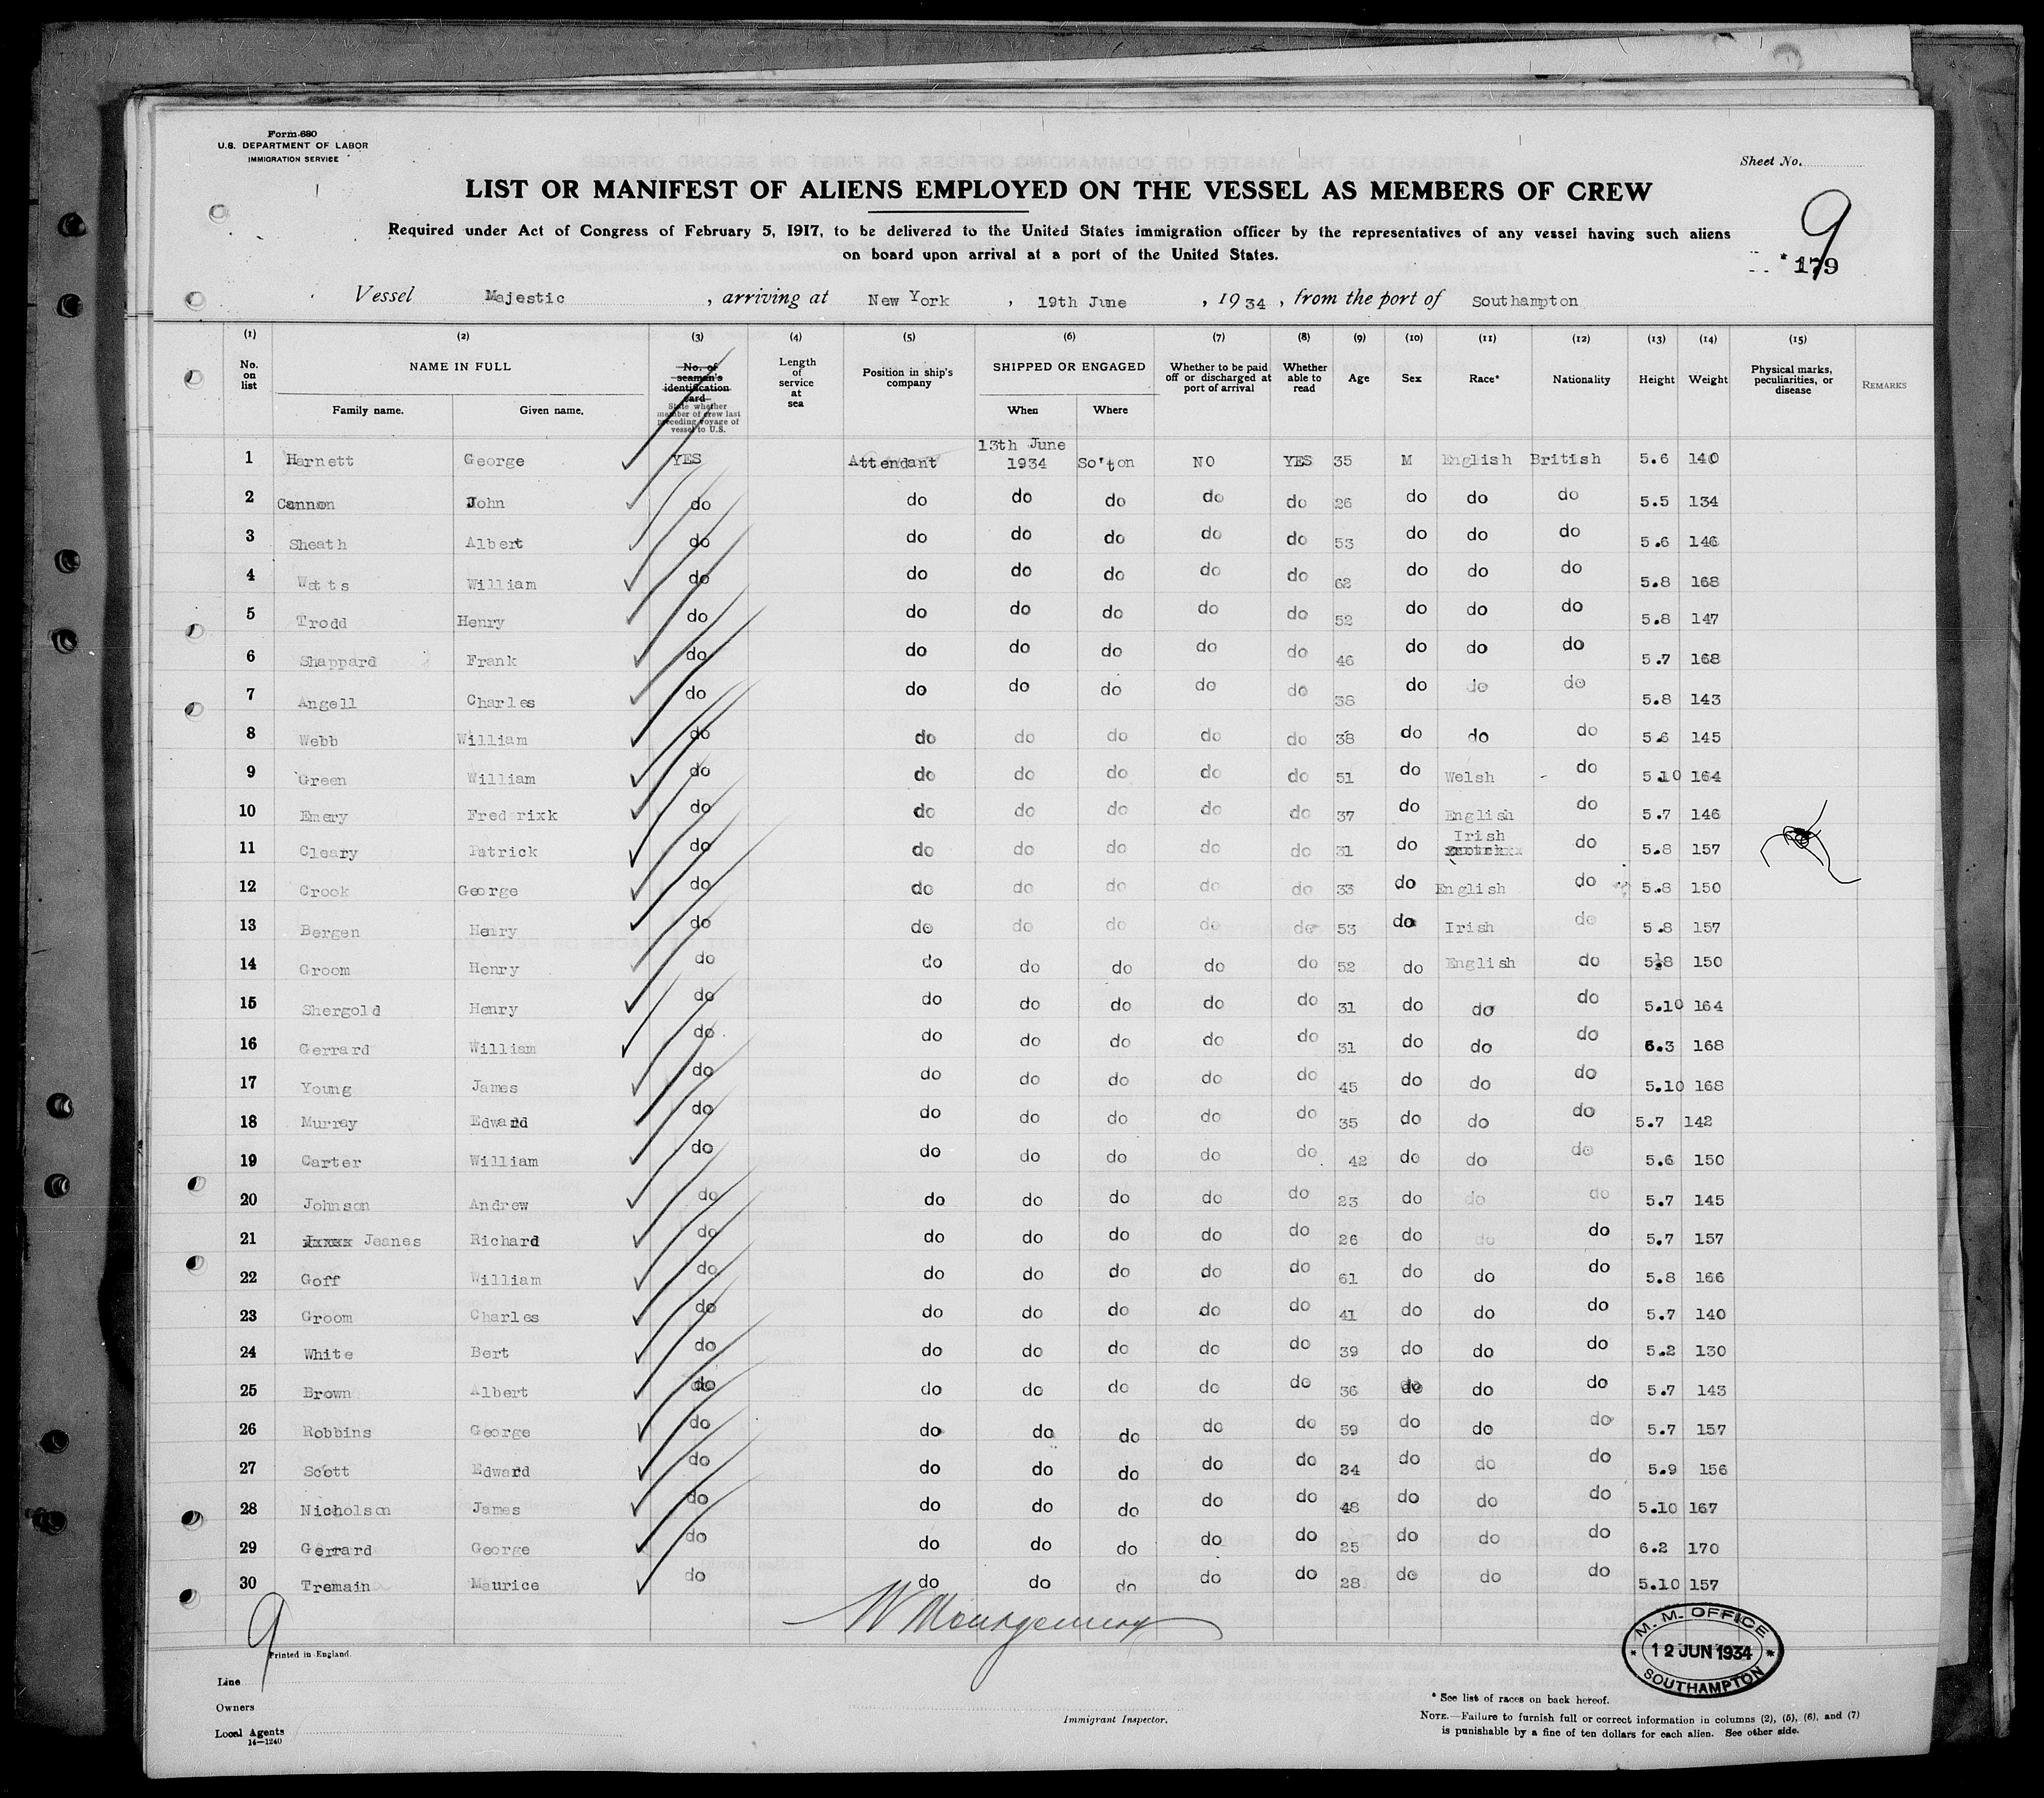 Form 680
U.S. DEPARTMENT OF LABOR
IMMIGRATION SERVICE
Sheet No.
LIST OR MANIFEST OF ALIENS EMPLOYED ON THE VESSEL AS MEMBERS OF CREW
9
Required under Act of Congress of February 5, 1917, to be delivered to the United States immigration officer by the representatives of any vessel having such aliens
on board upon arrival at a port of the United States.
179
Vessel Majestic , arriving at New York , 19th June , 1934 , from the port of Southampton
(1) (2) (3) (4) (5) (6) (7) (8) (9) (10) (11) (12) (13) (14) (15)
No. on list NAME IN FULL No. of seaman's identification card Length of service at sea Position in ship's company SHIPPED OR ENGAGED Whether to be paid off or discharged at port of arrival Whether able to read Age Sex Race* Nationality Height Weight Physical marks, peculiarities, or disease REMARKS
Family name. Given name. State whether member of crew last preceding voyage of vessel to U.S. When Where
1 Harnett George YES Attendant 13th June 1934 So'ton NO YES 35 M English British 5.6 140
2 Cannon John do do do do do do 26 do do do 5.5 134
3 Sheath Albert do do do do do do 53 do do do 5.6 146
4 Watts William do do do do do do 62 do do do 5.8 168
5 Trodd Henry do do do do do do 52 do do do 5.8 147
6 Shappard Frank do do do do do do 46 do do do 5.7 168
7 Angell Charles do do do do do do 38 do do do 5.8 143
8 Webb William do do do do do do 38 do do do 5.6 145
9 Green William do do do do do do 51 do Welsh - do 5.10 164
10 Emery Frederixk do do do do do do 37 do English do 5.7 146
11 Cleary Patrick do do do do do do 31 do Irish do 5.8 157
12 Crook George do do do do do do 33 do English do 5.8 150
13 Bergen Henry do do do do do do 53 do Irish do 5.8 157
14 Groom Henry do do do do do do 52 do English do 5½8 150
15 Shergold Henry do do do do do do 31 do do do 5.10 164
16 Gerrard William do do do do do do 31 do do do 6.3 168
17 Young James do do do do do do 45 do do do 5.10 168
18 Murray Edward do do do do do do 35 do do do 5.7 142
19 Carter William do do do do do do 42 do do do 5.6 150
20 Johnson Andrew do do do do do do 23 do do do 5.7 145
21 Jeanes Richard do do do do do do 26 do do do 5.7 157
22 Goff William do do do do do do 61 do do do 5.8 166
23 Groom Charles do do do do do do 41 do do do 5.7 140
24 White Bert do do do do do do 39 do do do 5.2 130
25 Brown Albert do do do do do do 36 do do do 5.7 143
26 Robbins George do do do do do do 59 do do do 5.7 157
27 Scott Edward do do do do do do 34 do do do 5.9 156
28 Nicholson James do do do do do do 48 do do do 5.10 167
29 Gerrard George do do do do do do 25 do do do 6.2 170
30 Tremain Maurice do do do do do do 28 do do do 5.10 157
9
W Montgomery
M. M. OFFICE
12 JUN 1934
SOUTHAMPTON
Printed in England.
Line
Owners
Local Agents
14—1240
Immigrant Inspector.
* See list of races on back hereof.
NOTE.—Failure to furnish full or correct information in columns (2), (5), (6), and (7)
is punishable by a fine of ten dollars for each alien. See other side.